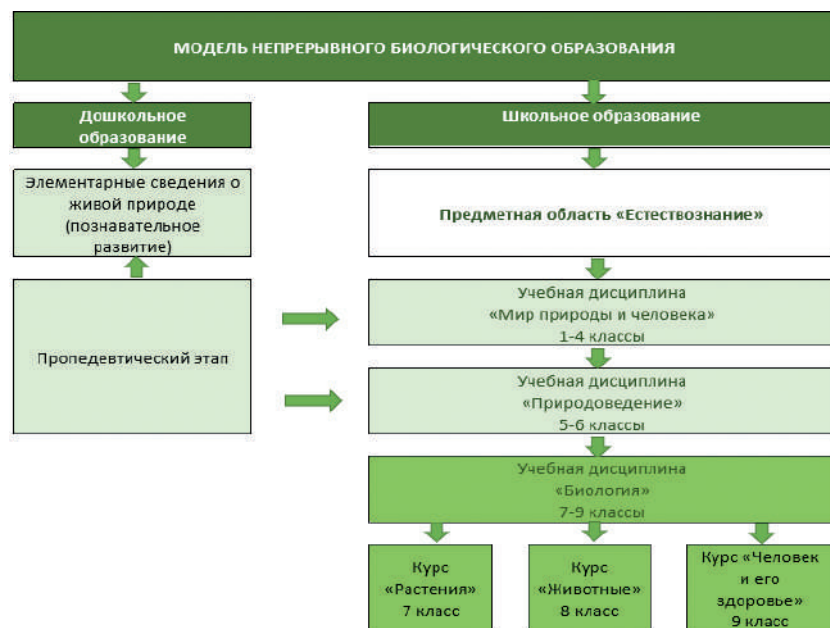 МОДЕЛЬ НЕПРЕРЫВНОГО БИОЛОГИЧЕСКОГО ОБРАЗОВАНИЯ
Дошкольное
образование
Школьное образование
Элементарные сведения о
живой природе
(познавательное
развитие)
Предметная область «Естествознание»
Пропедевтический этап
Учебная дисциплина
«Мир природы и человека»
1-4 классы
Учебная дисциплина
«Природоведение»
5-6 классы
Учебная дисциплина
«Биология»
7-9 классы
Курс
«Растения»
7 класс
Курс
«Животные»
8 класс
Курс «Человек
и его
здоровье»
9 класс